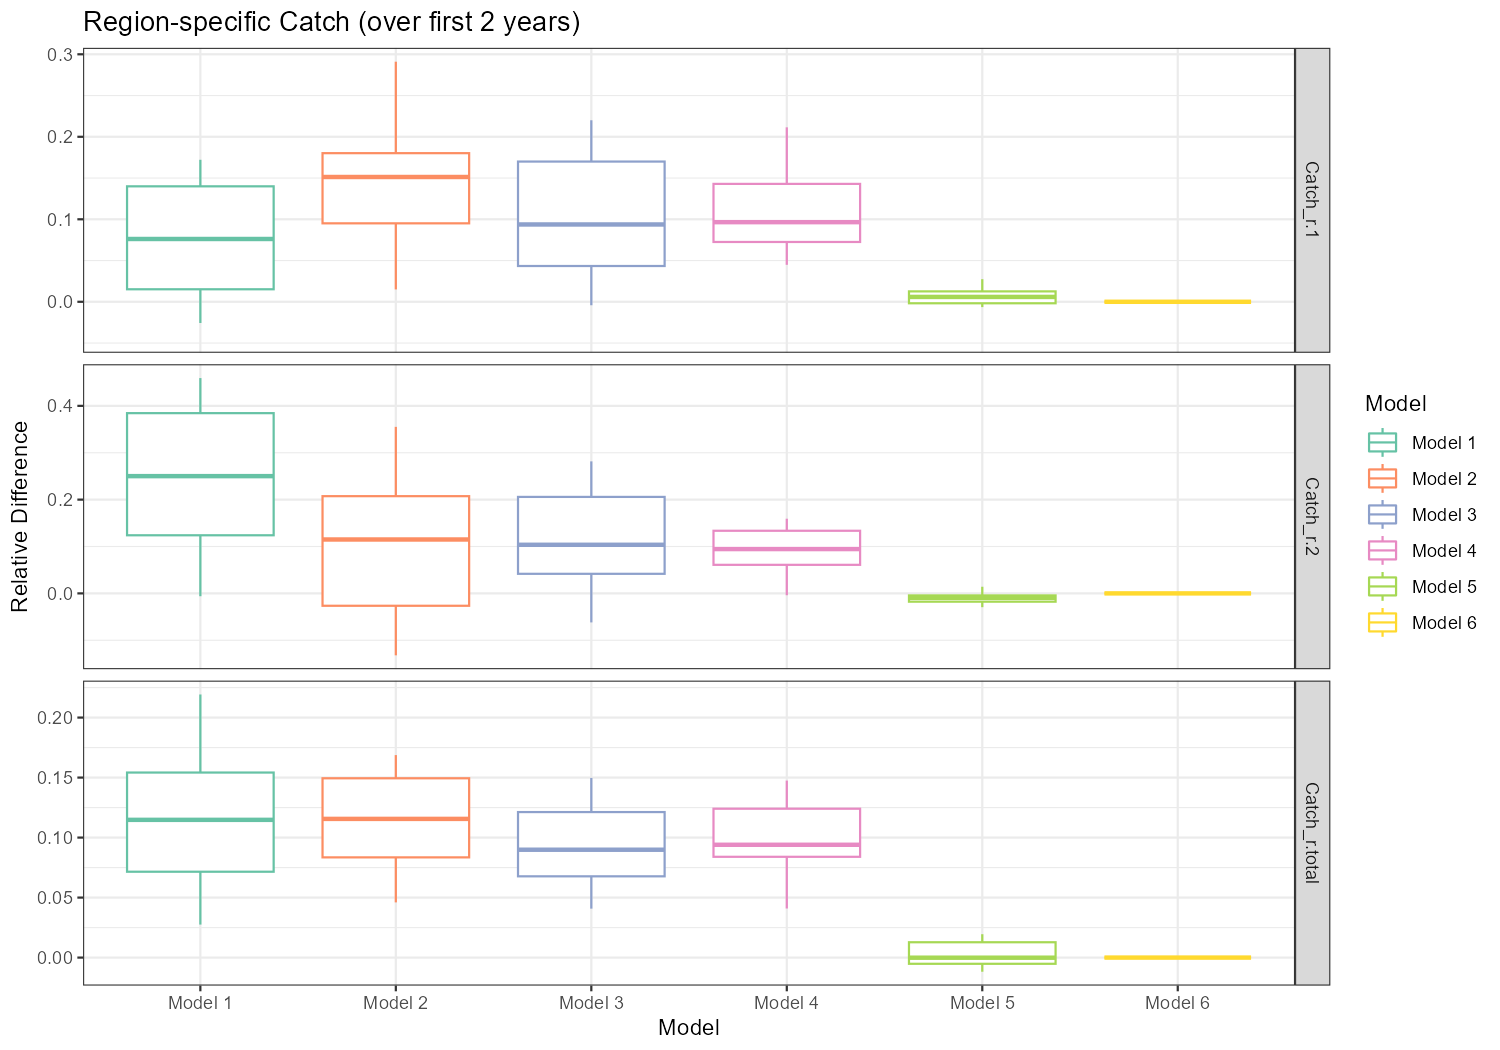 Region-specific Catch (over first 2 years)
0.3
0.2
0.1
0.0
Catch_r.1
0.4
0.2
0.0
Catch_r.2
0.20
0.15
0.10
0.05
0.00
Catch_r.total
Relative Difference
Model 1
Model 2
Model 3
Model 4
Model 5
Model 6
Model
Model
Model 1
Model 2
Model 3
Model 4
Model 5
Model 6